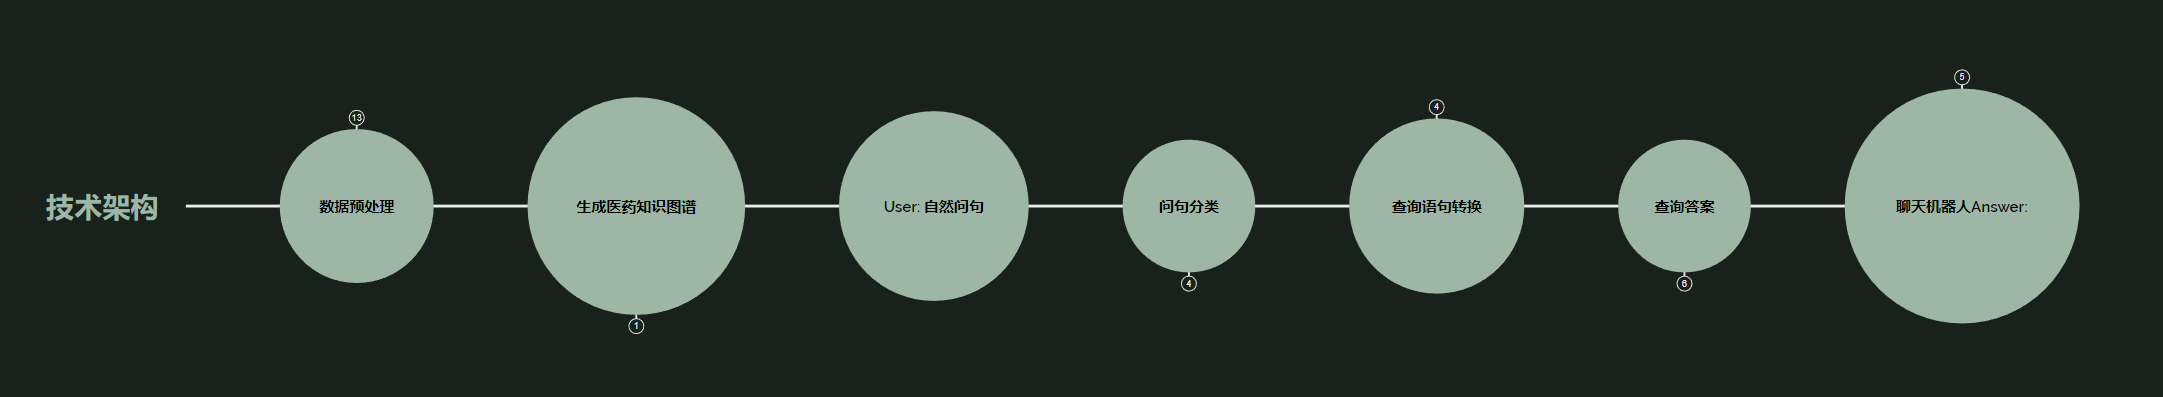 技术架构
13
数据预处理
生成医药知识图谱
1
User: 自然问句
问句分类
4
4
查询语句转换
查询答案
6
5
聊天机器人Answer: